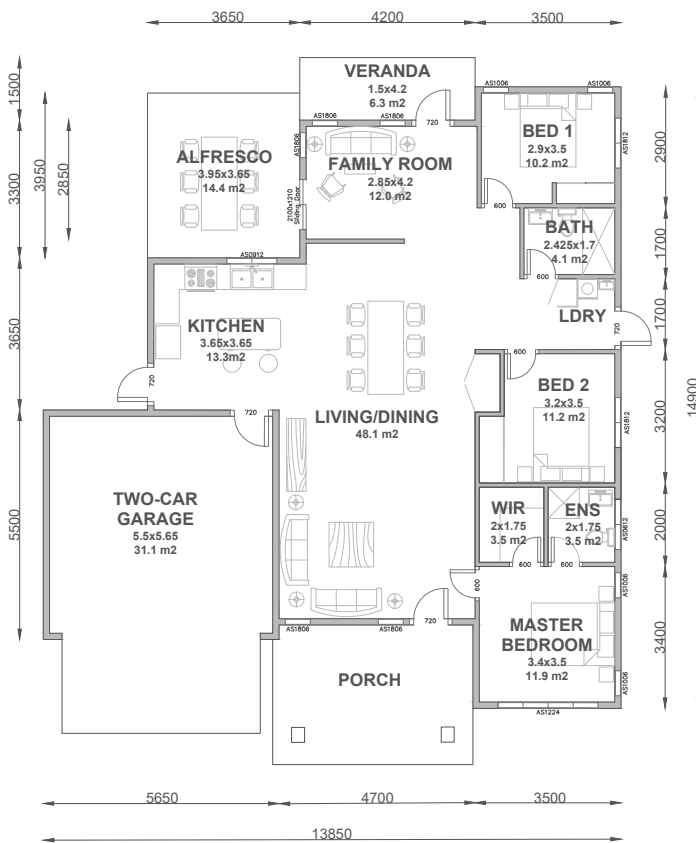 3650
4200
3500
1500
3950
3300
2850
3650
5500
VERANDA
1.5x4.2
6.3 m2
720
AS1806
AS1806
AS1006
AS1006
BED 1
2.9x3.5
10.2 m2
AS1812
2900
600
ALFRESCO
3.95x3.65
14.4 m2
AS1806
2100x1210
Sliding Door
FAMILY ROOM
2.85x4.2
12.0 m2
BATH
2.425x1.7
4.1 m2
600
1700
AS0912
KITCHEN
3.65x3.65
13.3m2
720
LDRY
720
1700
600
LIVING/DINING
48.1 m2
BED 2
3.2x3.5
11.2 m2
AS1812
3200
14900
720
TWO-CAR
GARAGE
5.5x5.65
31.1 m2
WIR
2x1.75
3.5 m2
600
ENS
2x1.75
3.5 m2
600
AS0612
2000
600
AS1006
MASTER
BEDROOM
3.4x3.5
11.9 m2
AS1006
AS1224
3400
AS1806
AS1806
720
PORCH
5650
4700
3500
13850